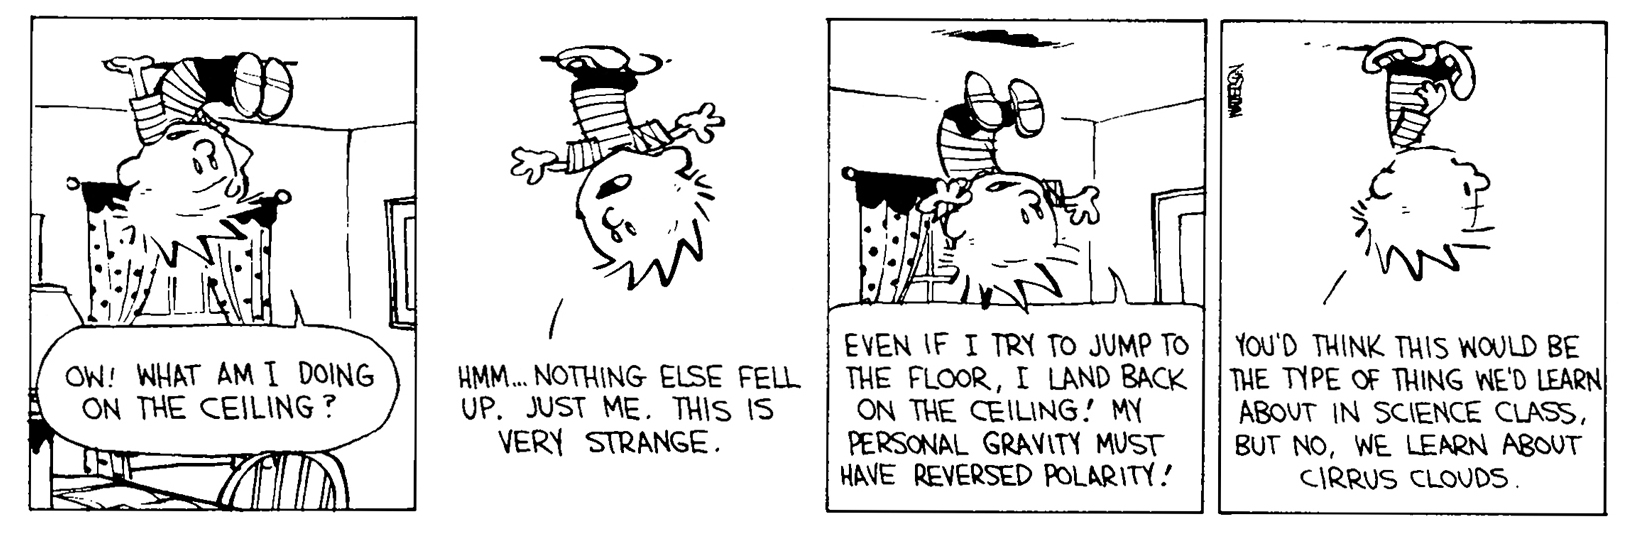 OW! WHAT AM I DOING
ON THE CEILING?
HMM... NOTHING ELSE FELL
UP. JUST ME. THIS IS
VERY STRANGE.
EVEN IF I TRY TO JUMP TO
THE FLOOR, I LAND BACK
ON THE CEILING! MY
PERSONAL GRAVITY MUST
HAVE REVERSED POLARITY!
YOU'D THINK THIS WOULD BE
THE TYPE OF THING WE'D LEARN
ABOUT IN SCIENCE CLASS,
BUT NO, WE LEARN ABOUT
CIRRUS CLOUDS.